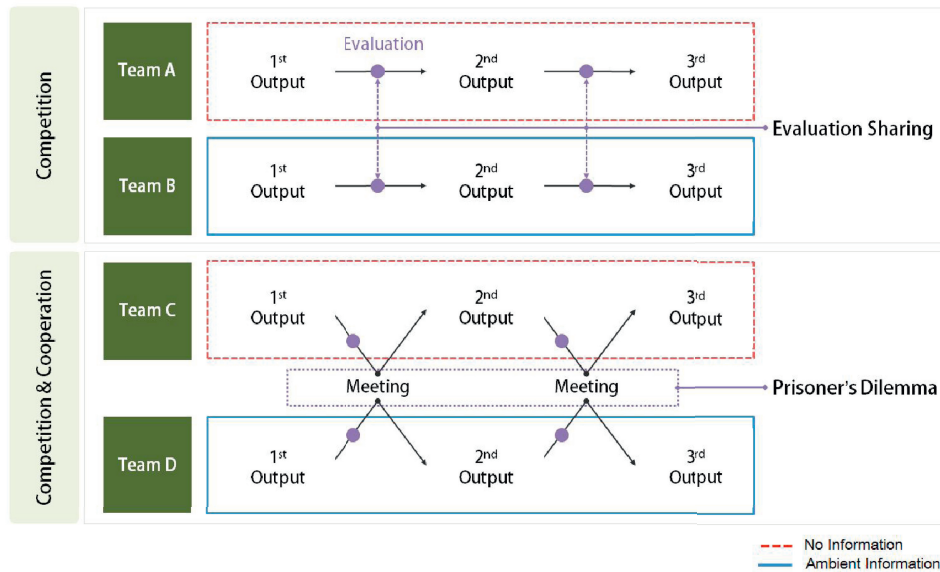 Competition
Team A
1st
Output
Evaluation
2nd
Output
3rd
Output
Evaluation Sharing
Team B
1st
Output
2nd
Output
3rd
Output
Competition & Cooperation
Team C
1st
Output
2nd
Output
3rd
Output
Meeting
Meeting
Prisoner's Dilemma
Team D
1st
Output
2nd
Output
3rd
Output
No Information
Ambient Information